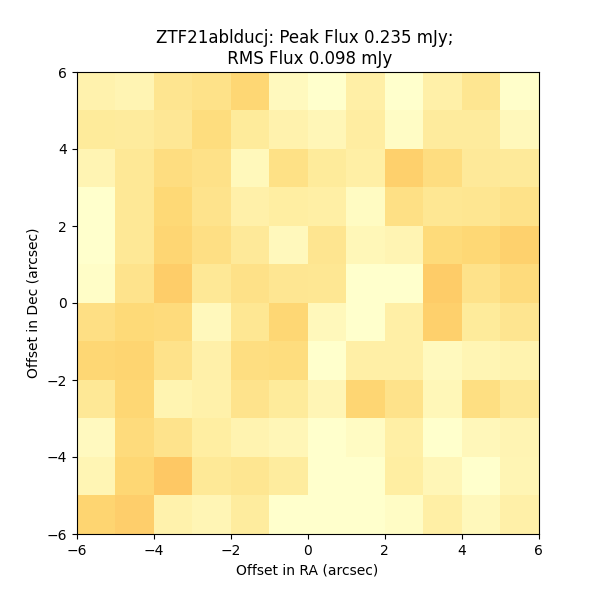 ZTF21ablducj: Peak Flux 0.235 mJy;
RMS Flux 0.098 mJy
6
4
2
0
−2
−4
−6
Offset in Dec (arcsec)
−6 −4 −2 0 2 4 6
Offset in RA (arcsec)